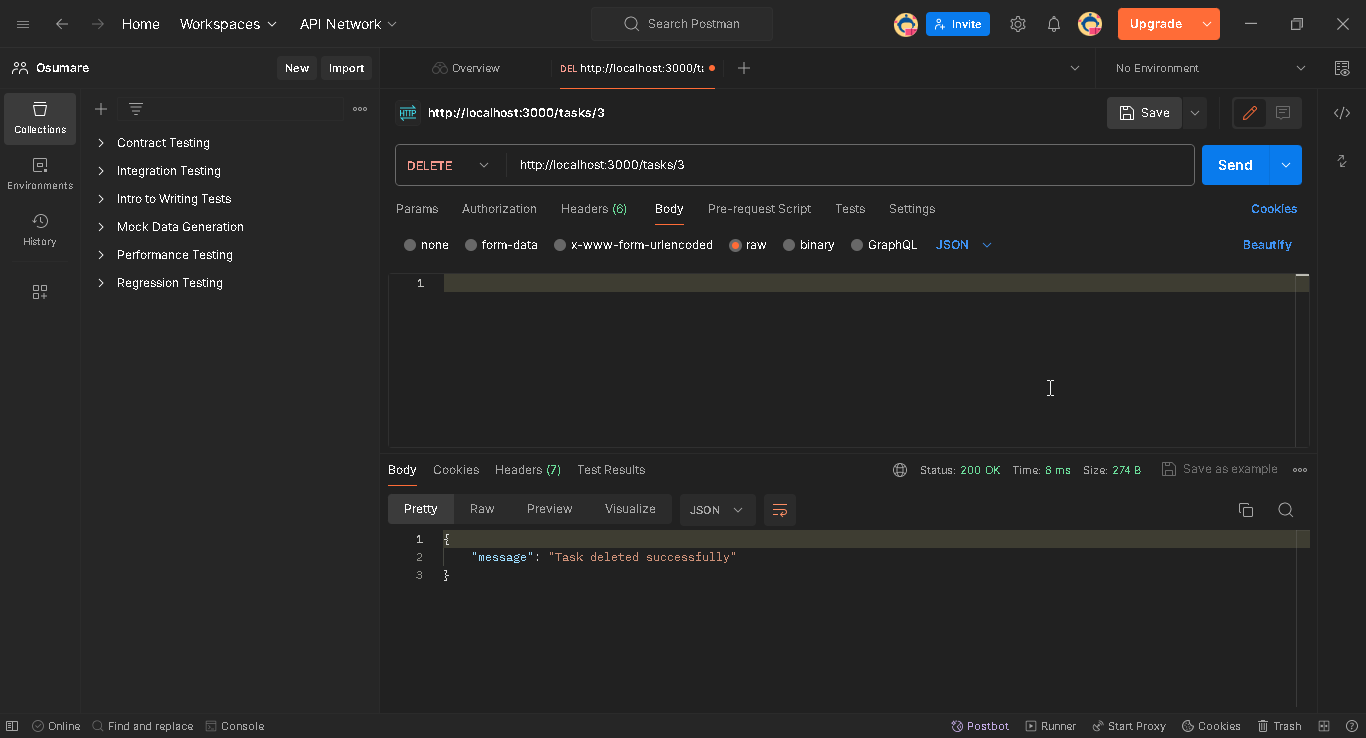 Home Workspaces API Network Search Postman Invite Upgrade
Osumare New Import Overview DEL http://localhost:3000/t No Environment
Collections
Environments
History
Contract Testing
Integration Testing
Intro to Writing Tests
Mock Data Generation
Performance Testing
Regression Testing
HTTP http://localhost:3000/tasks/3 Save
DELETE http://localhost:3000/tasks/3 Send
Params Authorization Headers (6) Body Pre-request Script Tests Settings Cookies
none form-data x-www-form-urlencoded raw binary GraphQL JSON Beautify
1
Body Cookies Headers (7) Test Results Status: 200 OK Time: 8 ms Size: 274 B Save as example
Pretty Raw Preview Visualize JSON
1 {
2 "message": "Task deleted successfully"
3 }
Online Find and replace Console Postbot Runner Start Proxy Cookies Trash